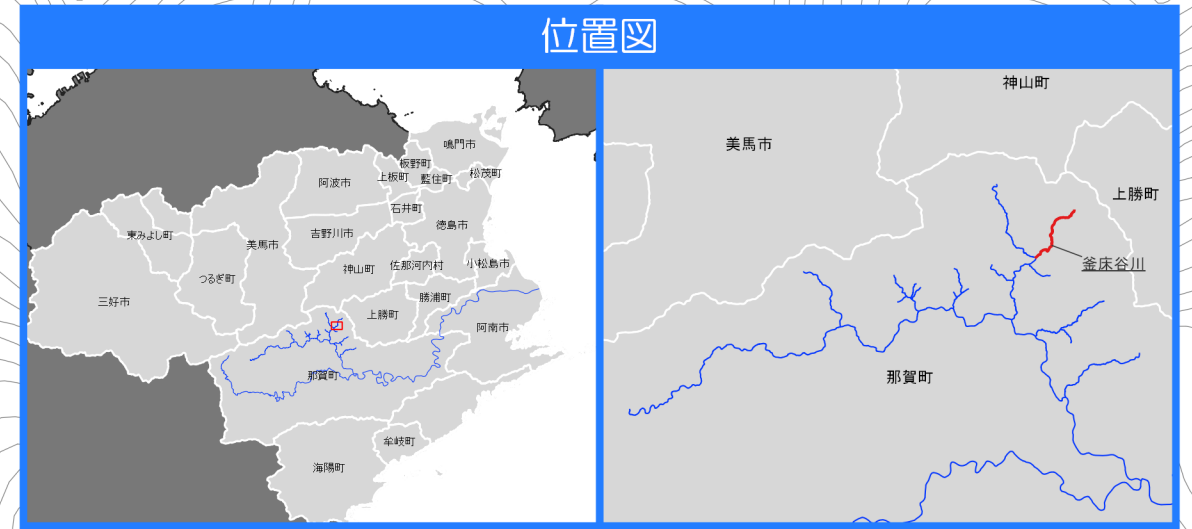 位置図
鳴門市
板野町
松茂町
上板町
藍住町
阿波市
石井町
徳島市
吉野川市
東みよし町
美馬市
つるぎ町
神山町
佐那河内村
小松島市
三好市
勝浦町
上勝町
阿南市
那賀町
牟岐町
海陽町
神山町
美馬市
上勝町
釜床谷川
那賀町